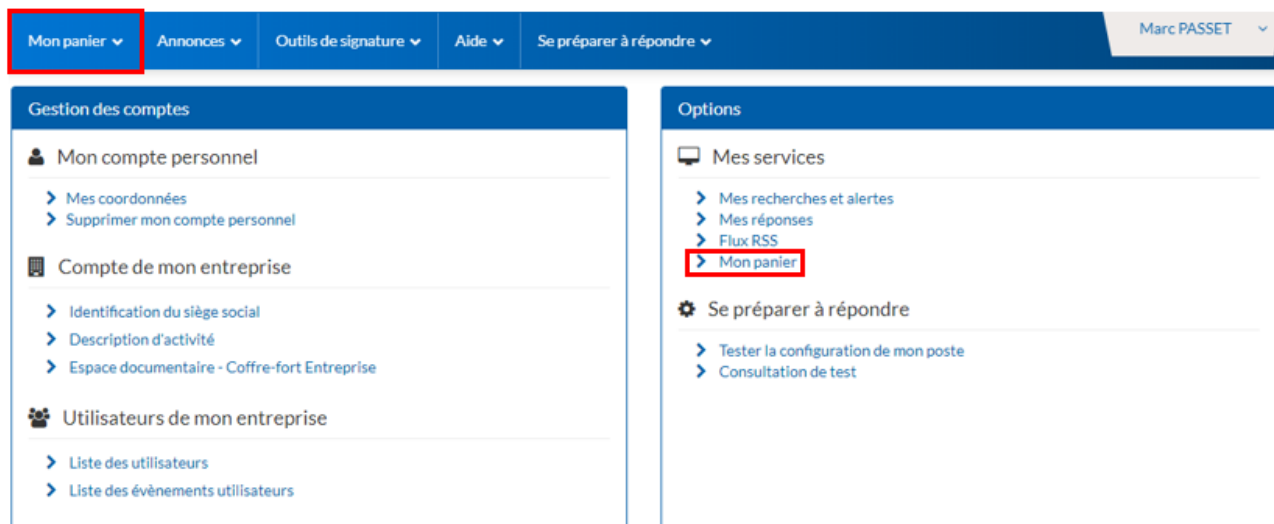 Mon panier
Annonces
Outils de signature
Aide
Se préparer à répondre
Marc PASSET
Gestion des comptes
Mon compte personnel
Mes coordonnées
Supprimer mon compte personnel
Compte de mon entreprise
Identification du siège social
Description d'activité
Espace documentaire - Coffre-fort Entreprise
Utilisateurs de mon entreprise
Liste des utilisateurs
Liste des évènements utilisateurs
Options
Mes services
Mes recherches et alertes
Mes réponses
Flux RSS
Mon panier
Se préparer à répondre
Tester la configuration de mon poste
Consultation de test